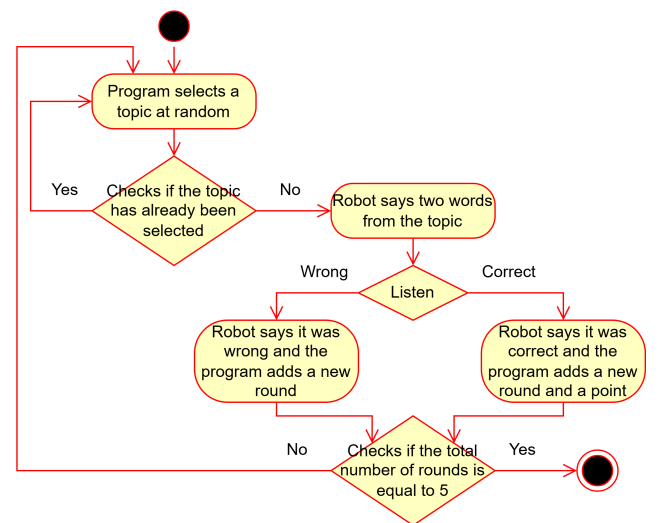 Program selects a
topic at random
Yes
Checks if the topic
has already been
selected
No
Robot says two words
from the topic
Wrong
Listen
Correct
Robot says it was
wrong and the
program adds a new
round
Robot says it was
correct and the
program adds a new
round and a point
No
Checks if the total
number of rounds is
equal to 5
Yes